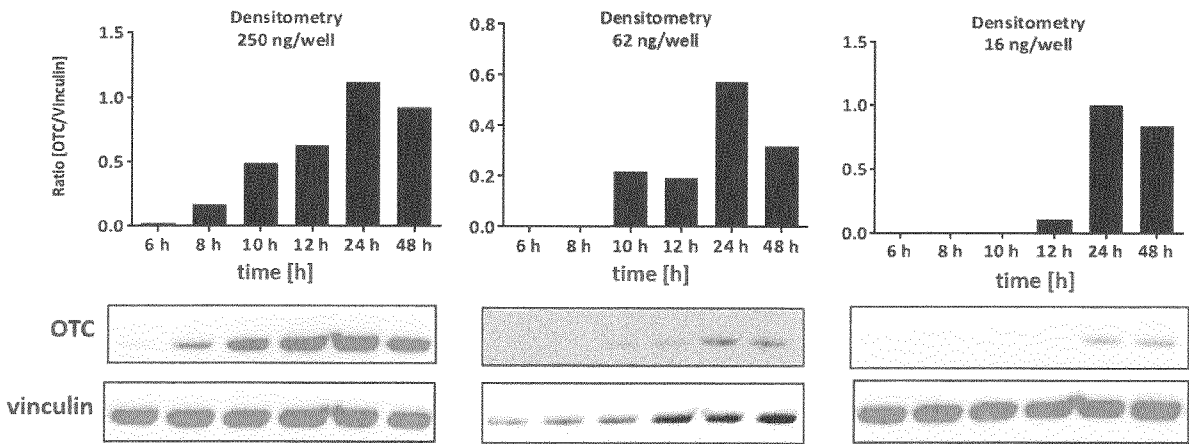 Densitometry
250 ng/well
Ratio [OTC/Vinculin]
1.5
1.0
0.5
0.0
6 h 8 h 10 h 12 h 24 h 48 h
time [h]
Densitometry
62 ng/well
0.8
0.6
0.4
0.2
0.0
6 h 8 h 10 h 12 h 24 h 48 h
time [h]
Densitometry
16 ng/well
1.5
1.0
0.5
0.0
6 h 8 h 10 h 12 h 24 h 48 h
time [h]
OTC
vinculin